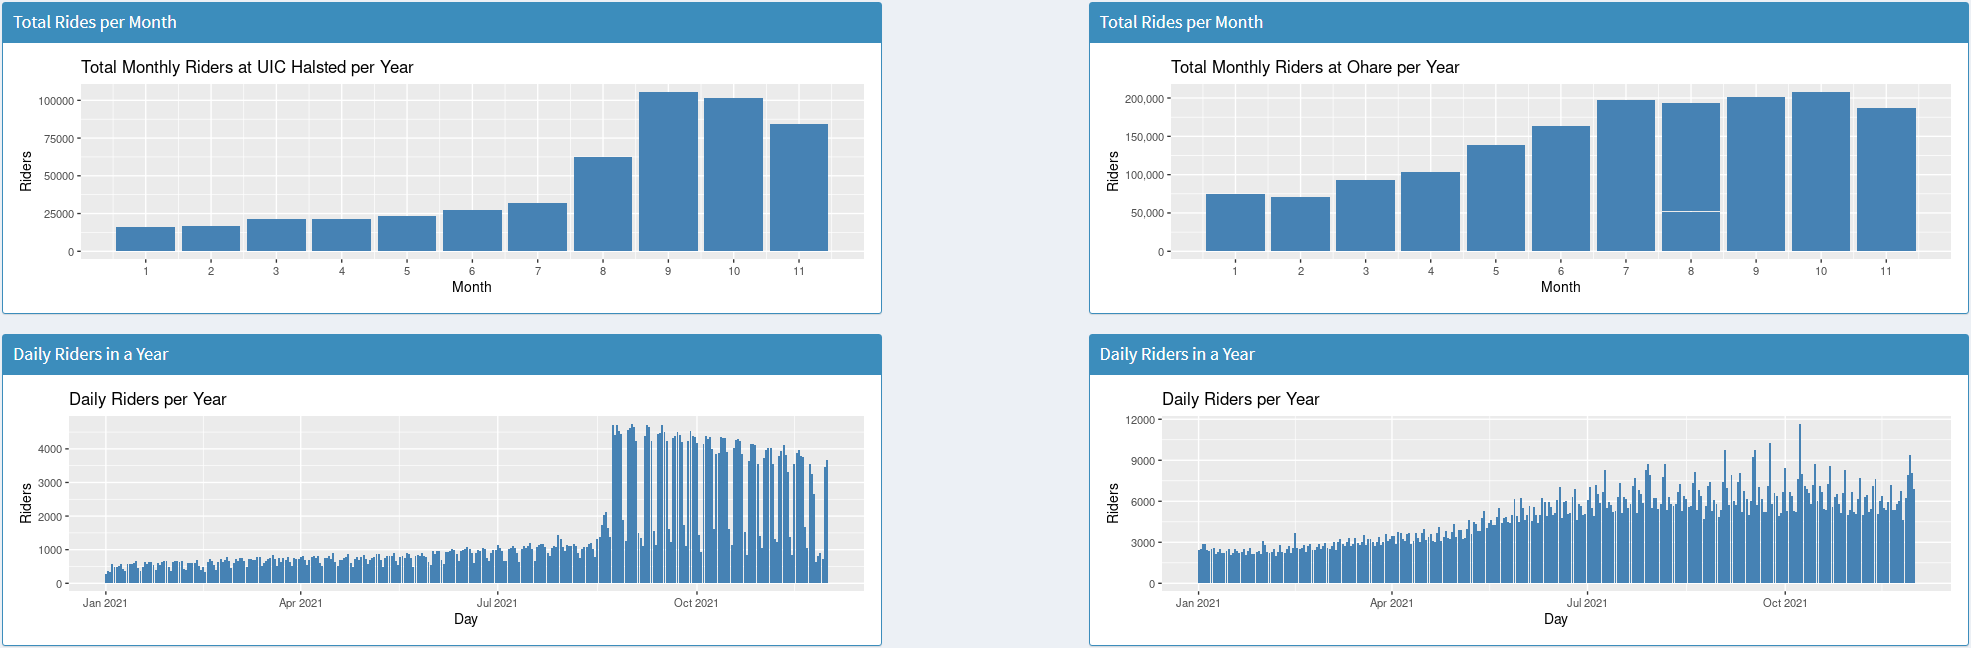 Total Rides per Month
Total Monthly Riders at UIC Halsted per Year
Riders
100000
75000
50000
25000
0
1 2 3 4 5 6 7 8 9 10 11
Month
Total Rides per Month
Total Monthly Riders at Ohare per Year
Riders
200,000
150,000
100,000
50,000
0
1 2 3 4 5 6 7 8 9 10 11
Month
Daily Riders in a Year
Daily Riders per Year
Riders
4000
3000
2000
1000
0
Jan 2021 Apr 2021 Jul 2021 Oct 2021
Day
Daily Riders in a Year
Daily Riders per Year
Riders
12000
9000
6000
3000
0
Jan 2021 Apr 2021 Jul 2021 Oct 2021
Day